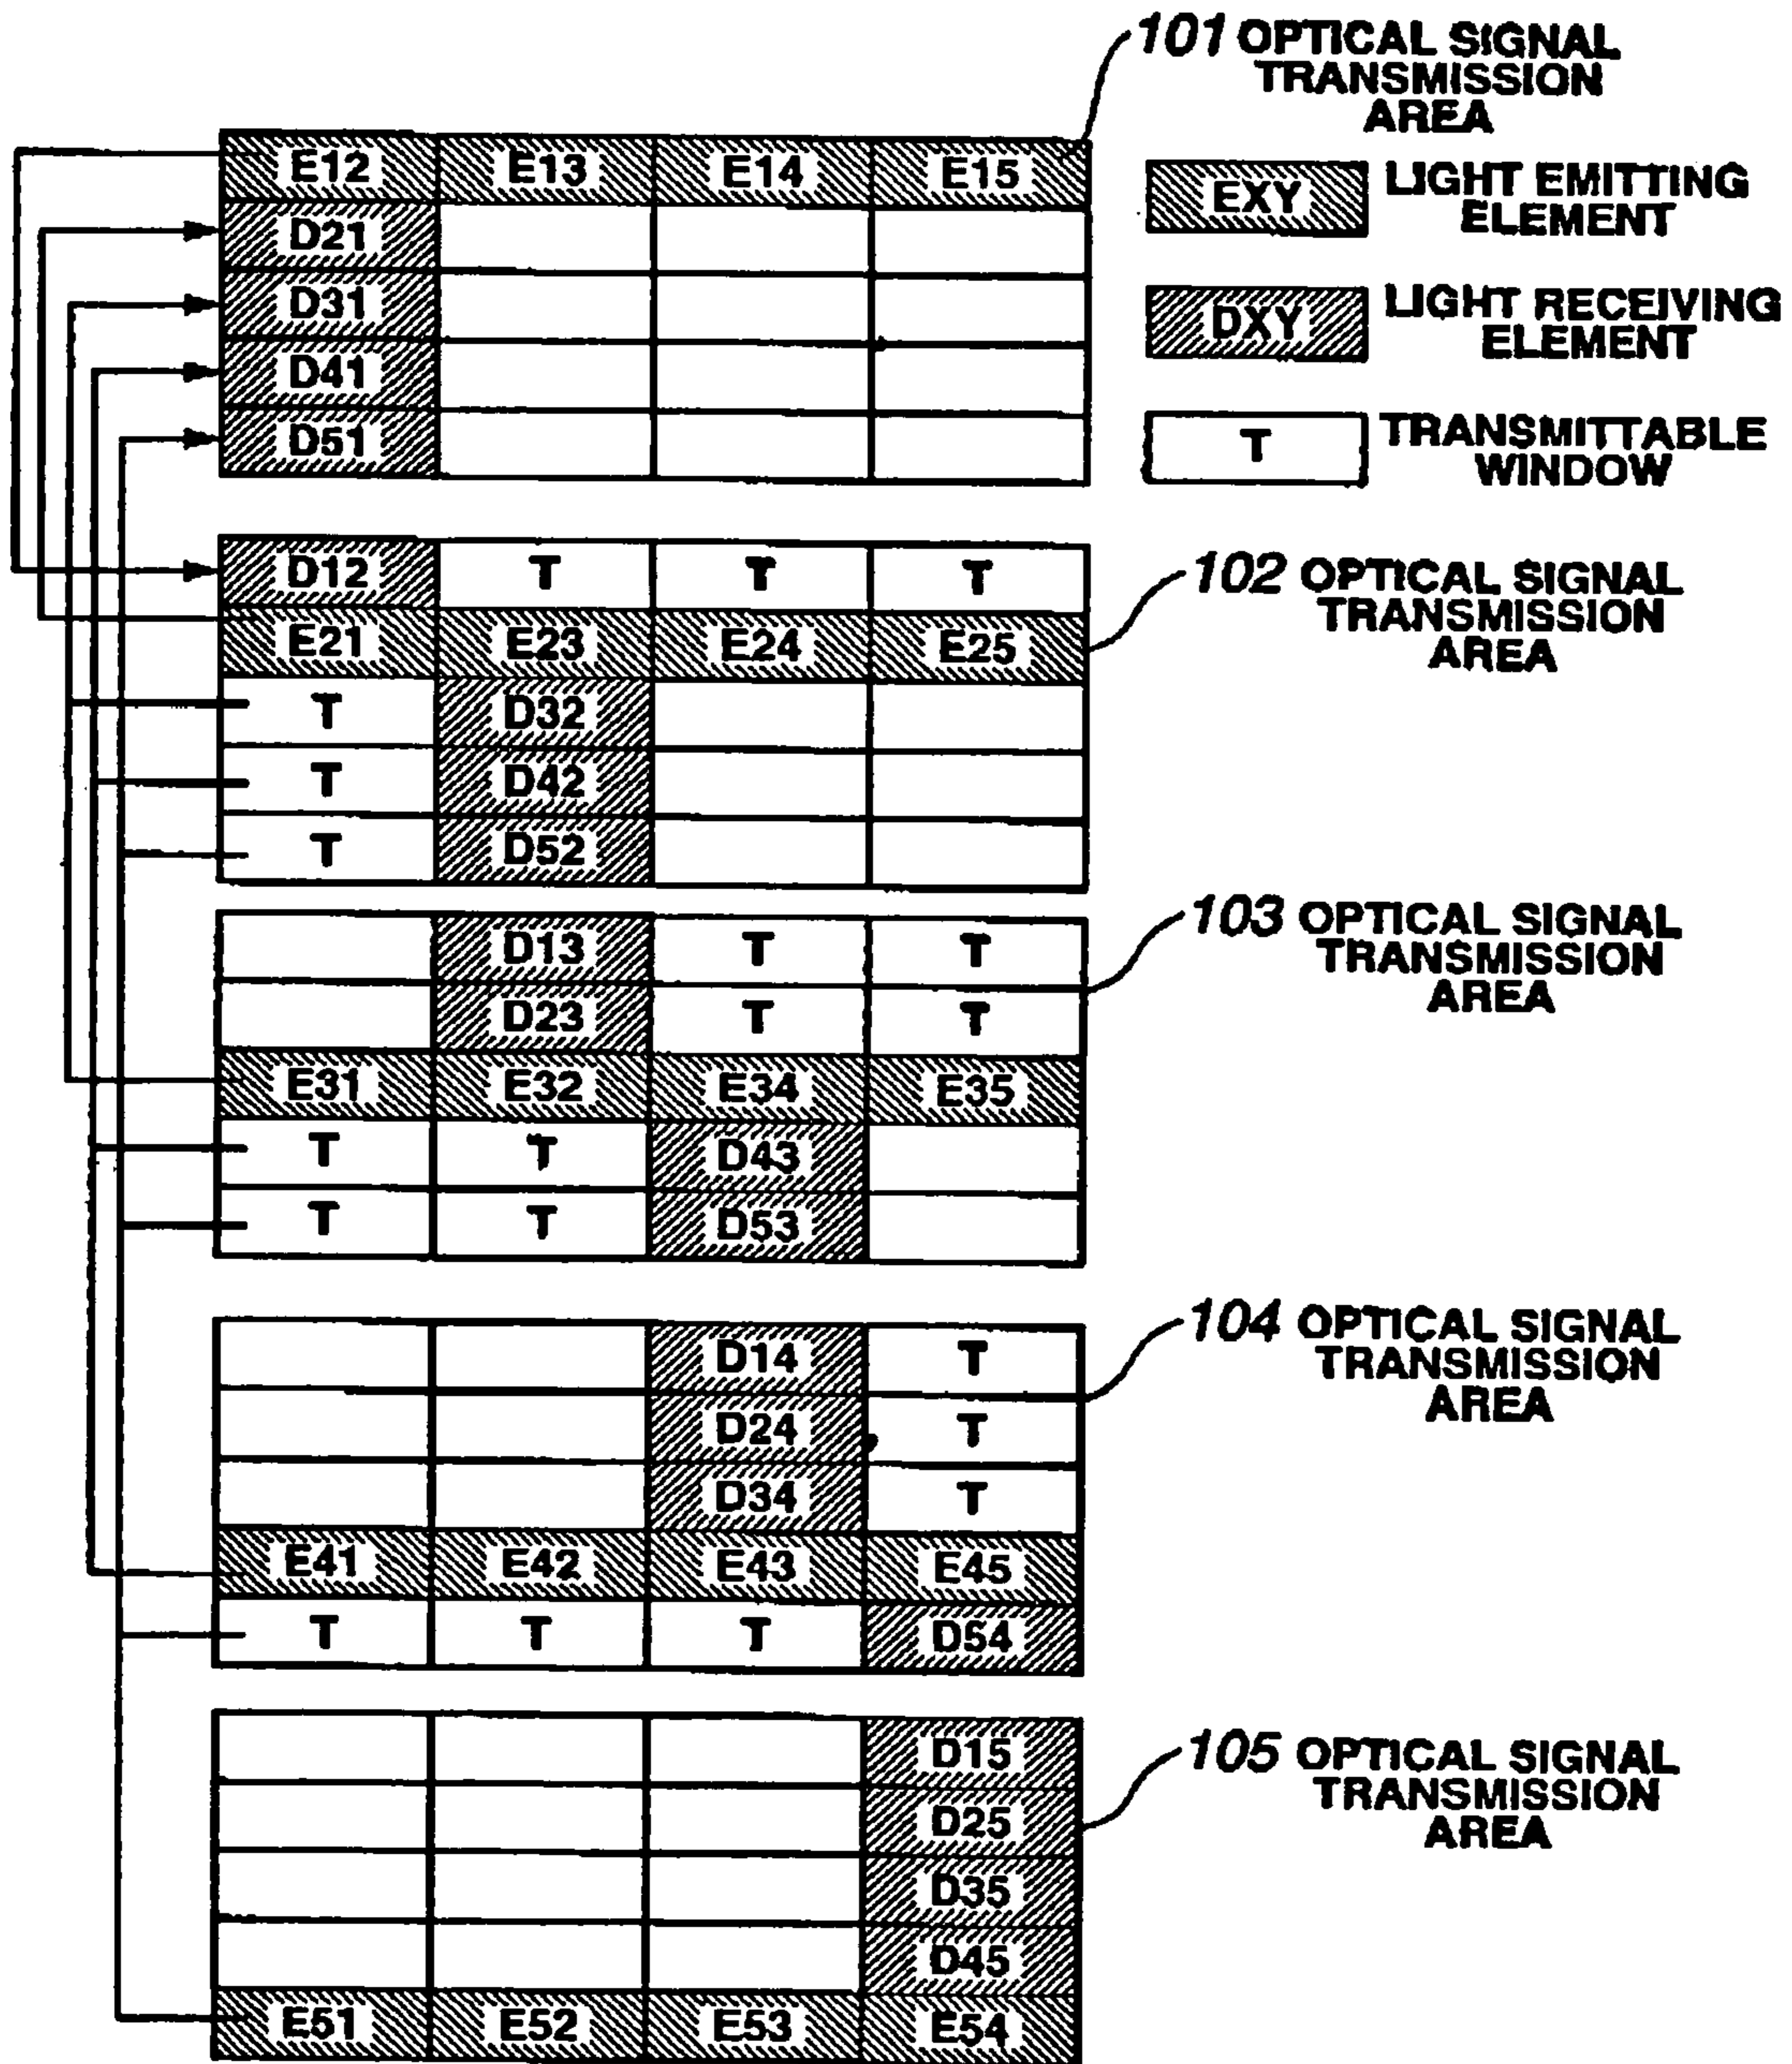 101 OPTICAL SIGNAL
TRANSMISSION
AREA
E12 E13 E14 E15
D21
D31
D41
D51
EXY LIGHT EMITTING
ELEMENT
DXY LIGHT RECEIVING
ELEMENT
T TRANSMITTABLE
WINDOW
D12 T T T
E21 E23 E24 E25
T D32
T D42
T D52
102 OPTICAL SIGNAL
TRANSMISSION
AREA
D13 T T
D23 T T
E31 E32 E34 E35
T T D43
T T D53
103 OPTICAL SIGNAL
TRANSMISSION
AREA
D14 T
D24 T
D34 T
E41 E42 E43 E45
T T T D54
104 OPTICAL SIGNAL
TRANSMISSION
AREA
D15
D25
D35
D45
E51 E52 E53 E54
105 OPTICAL SIGNAL
TRANSMISSION
AREA